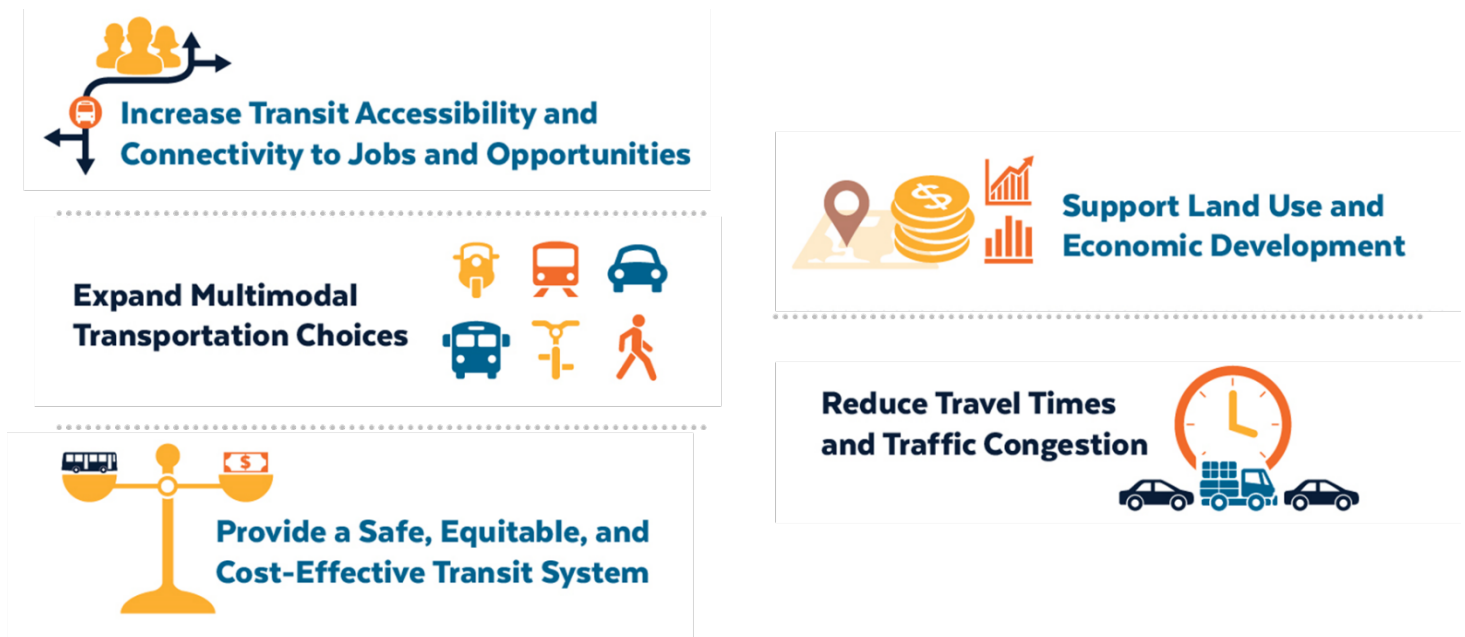 Increase Transit Accessibility and
Connectivity to Jobs and Opportunities
Expand Multimodal
Transportation Choices
$
Provide a Safe, Equitable, and
Cost-Effective Transit System
$
Support Land Use and
Economic Development
Reduce Travel Times
and Traffic Congestion